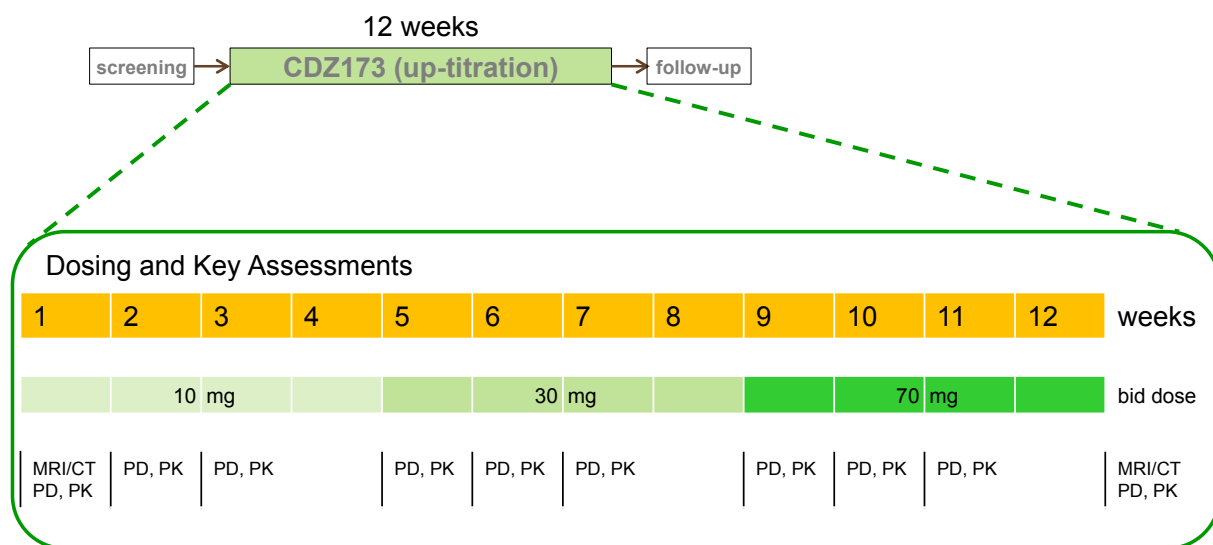 12 weeks
screening
CDZ173 (up-titration)
follow-up
Dosing and Key Assessments
1 2 3 4 5 6 7 8 9 10 11 12 weeks
10 mg 30 mg 70 mg bid dose
MRI/CT PD, PK PD, PK PD, PK PD, PK PD, PK PD, PK PD, PK PD, PK MRI/CT
PD, PK PD, PK